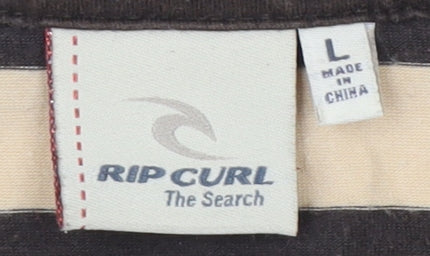 RIP CURL
The Search
L
MADE
IN
CHINA